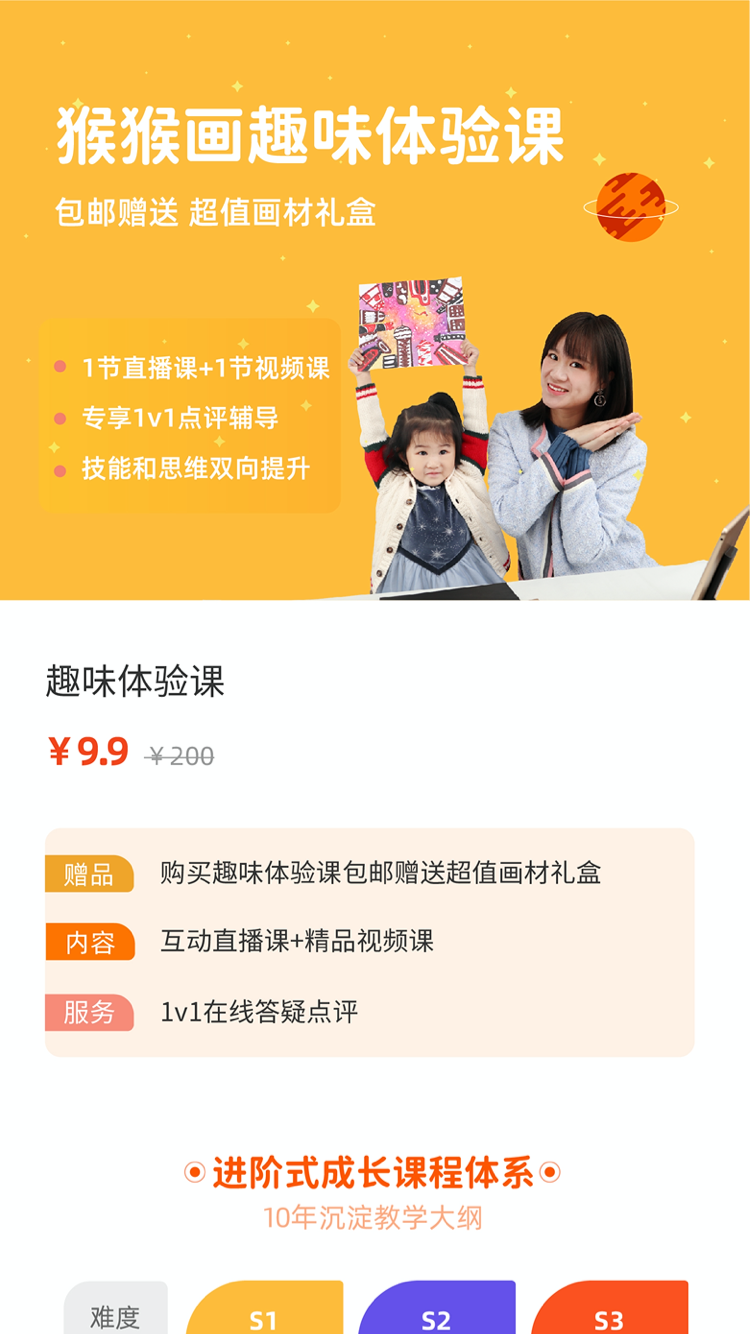 猴猴画趣味体验课
包邮赠送 超值画材礼盒
1节直播课+1节视频课
专享1v1点评辅导
技能和思维双向提升
趣味体验课
¥9.9 ¥200
赠品 购买趣味体验课包邮赠送超值画材礼盒
内容 互动直播课+精品视频课
服务 1v1在线答疑点评
进阶式成长课程体系
10年沉淀教学大纲
难度 S1 S2 S3